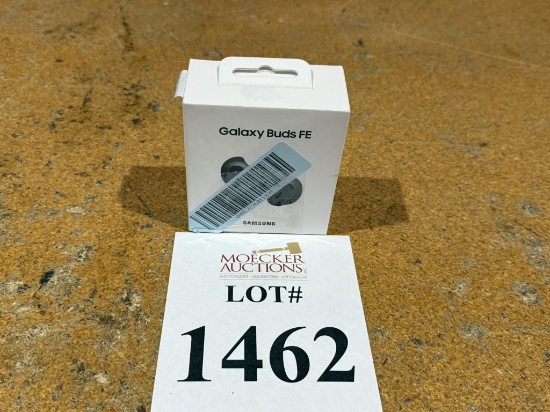 Galaxy Buds FE
SAMSUNG
MOECKER
AUCTIONS
LOT#
1462